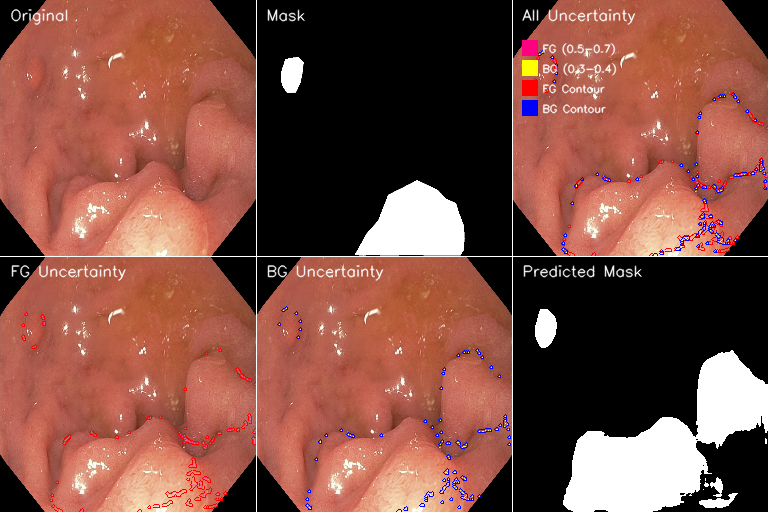 Original
Mask
All Uncertainty
FG (0.5-0.7)
BG (0.3-0.4)
FG Contour
BG Contour
FG Uncertainty
BG Uncertainty
Predicted Mask